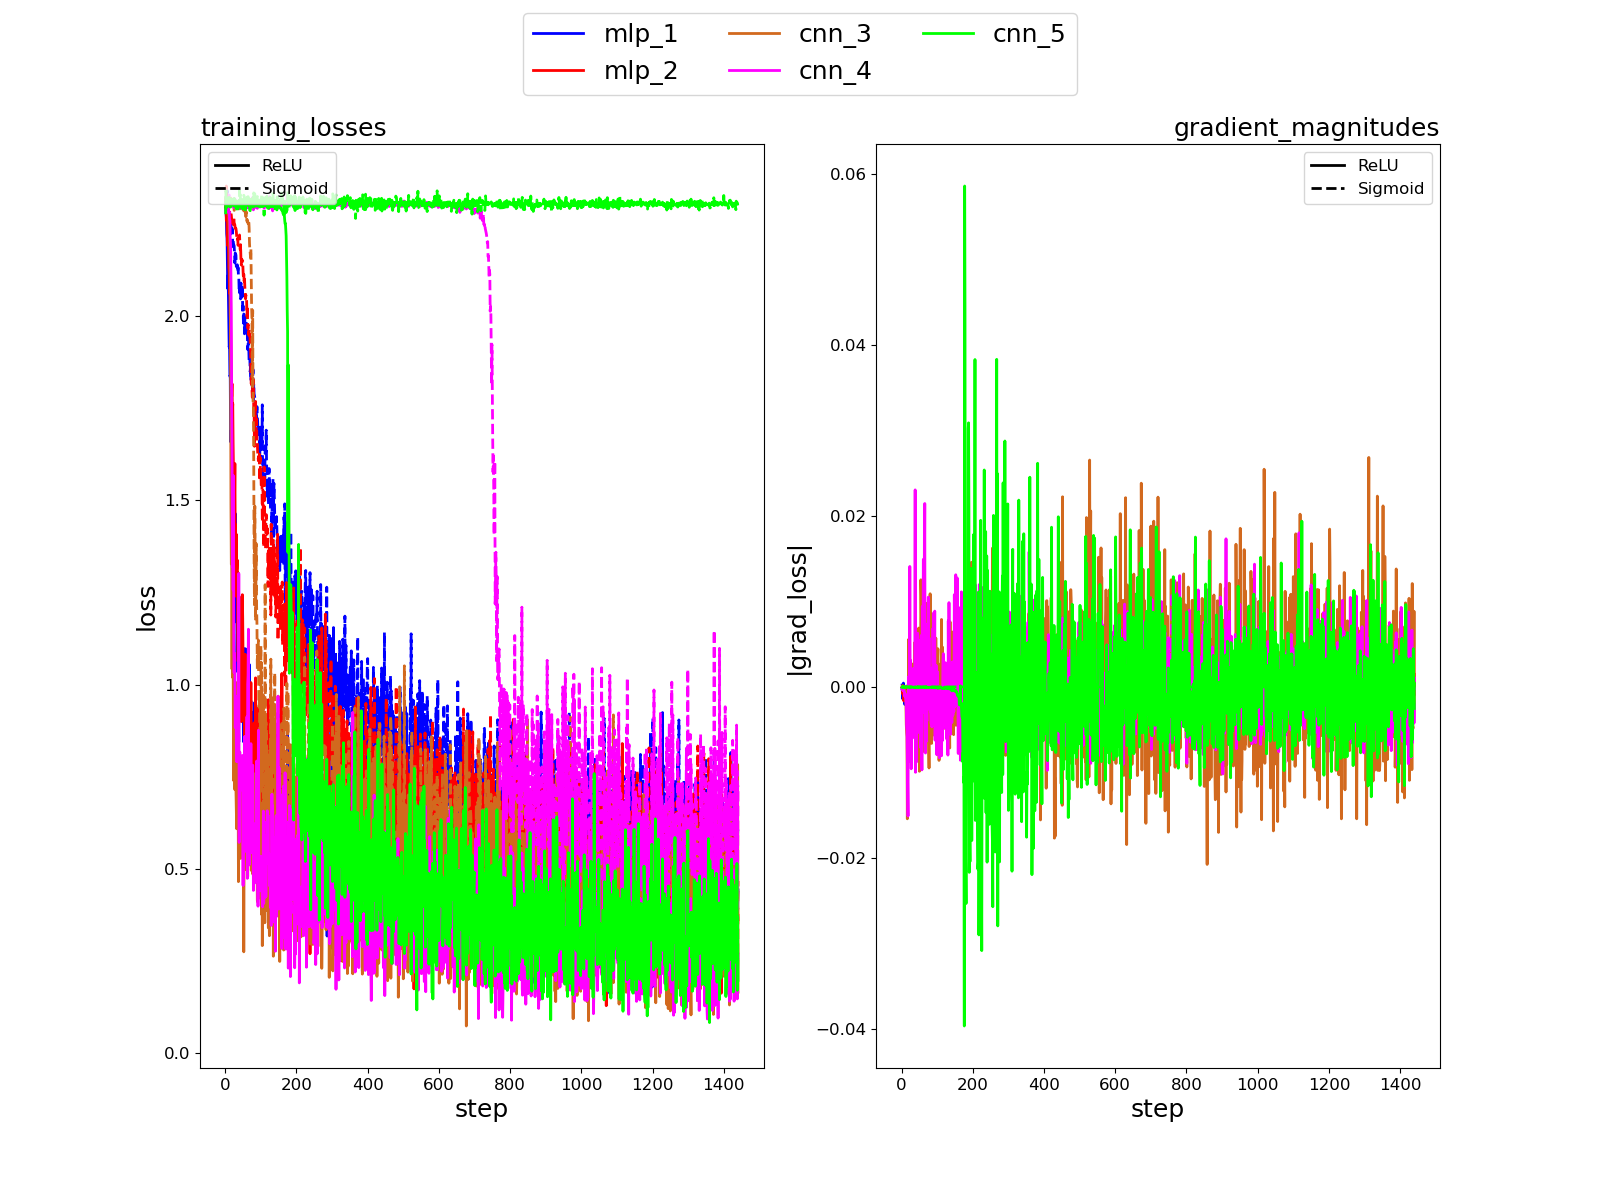 mlp_1 cnn_3 cnn_5
mlp_2 cnn_4
training_losses
ReLU
Sigmoid
2.0
1.5
1.0
0.5
0.0
loss
0 200 400 600 800 1000 1200 1400
step
gradient_magnitudes
ReLU
Sigmoid
0.06
0.04
0.02
0.00
−0.02
−0.04
|grad_loss|
0 200 400 600 800 1000 1200 1400
step